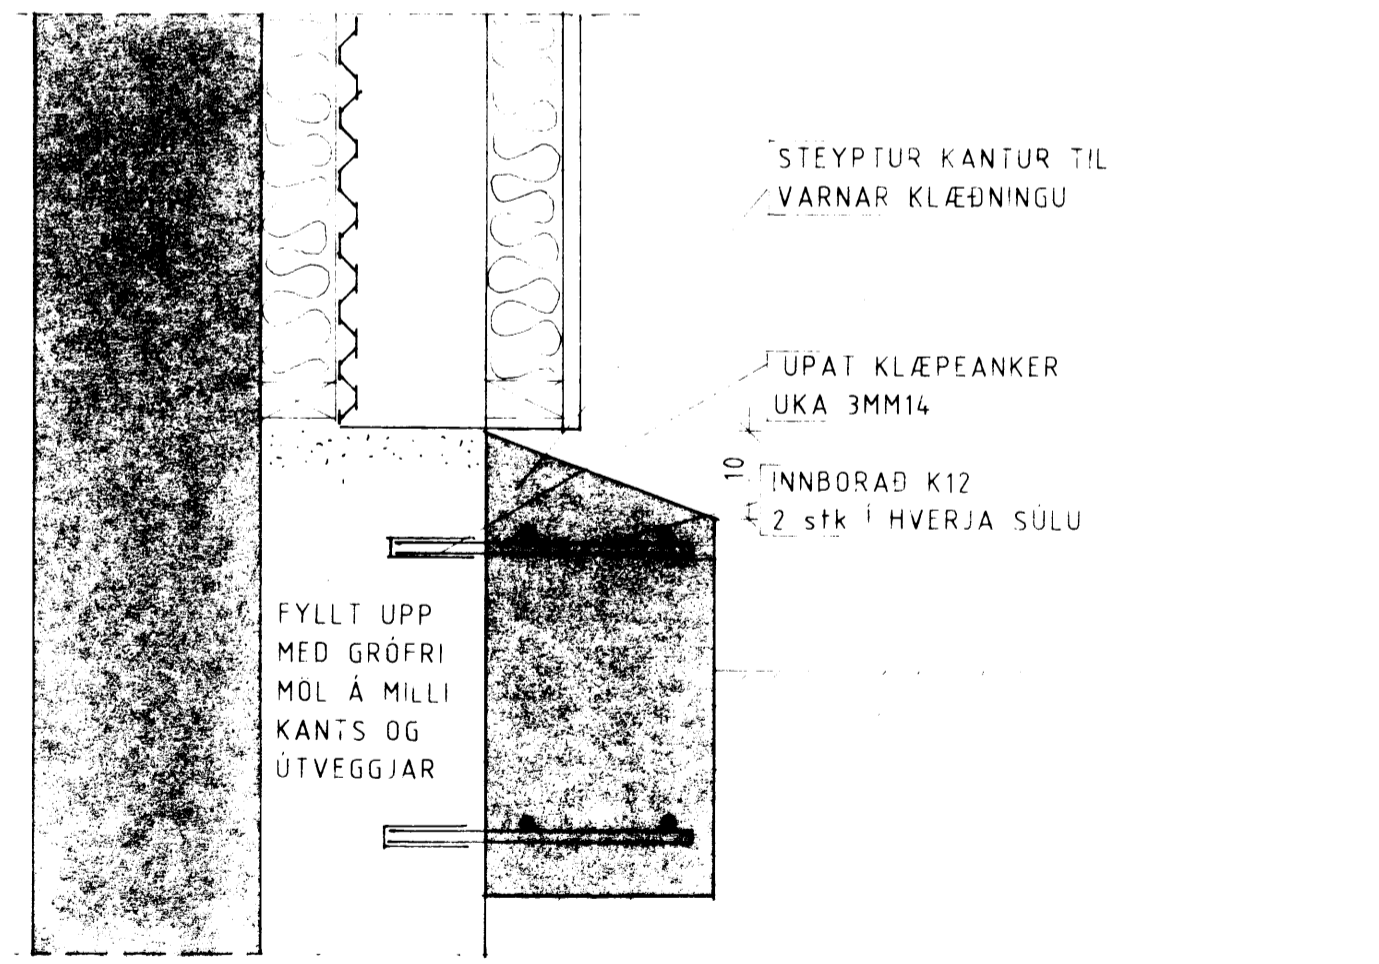 STEYPTUR KANTUR TIL
VARNAR KLÆÐNINGU
UPAT KLÆPEANKER
UKA 3MM14
10
INNBORAÐ K12
2 stk Í HVERJA SÚLU
FYLLT UPP
MED GRÓFRI
MÖL Á MILLI
KANTS OG
ÚTVEGGJAR